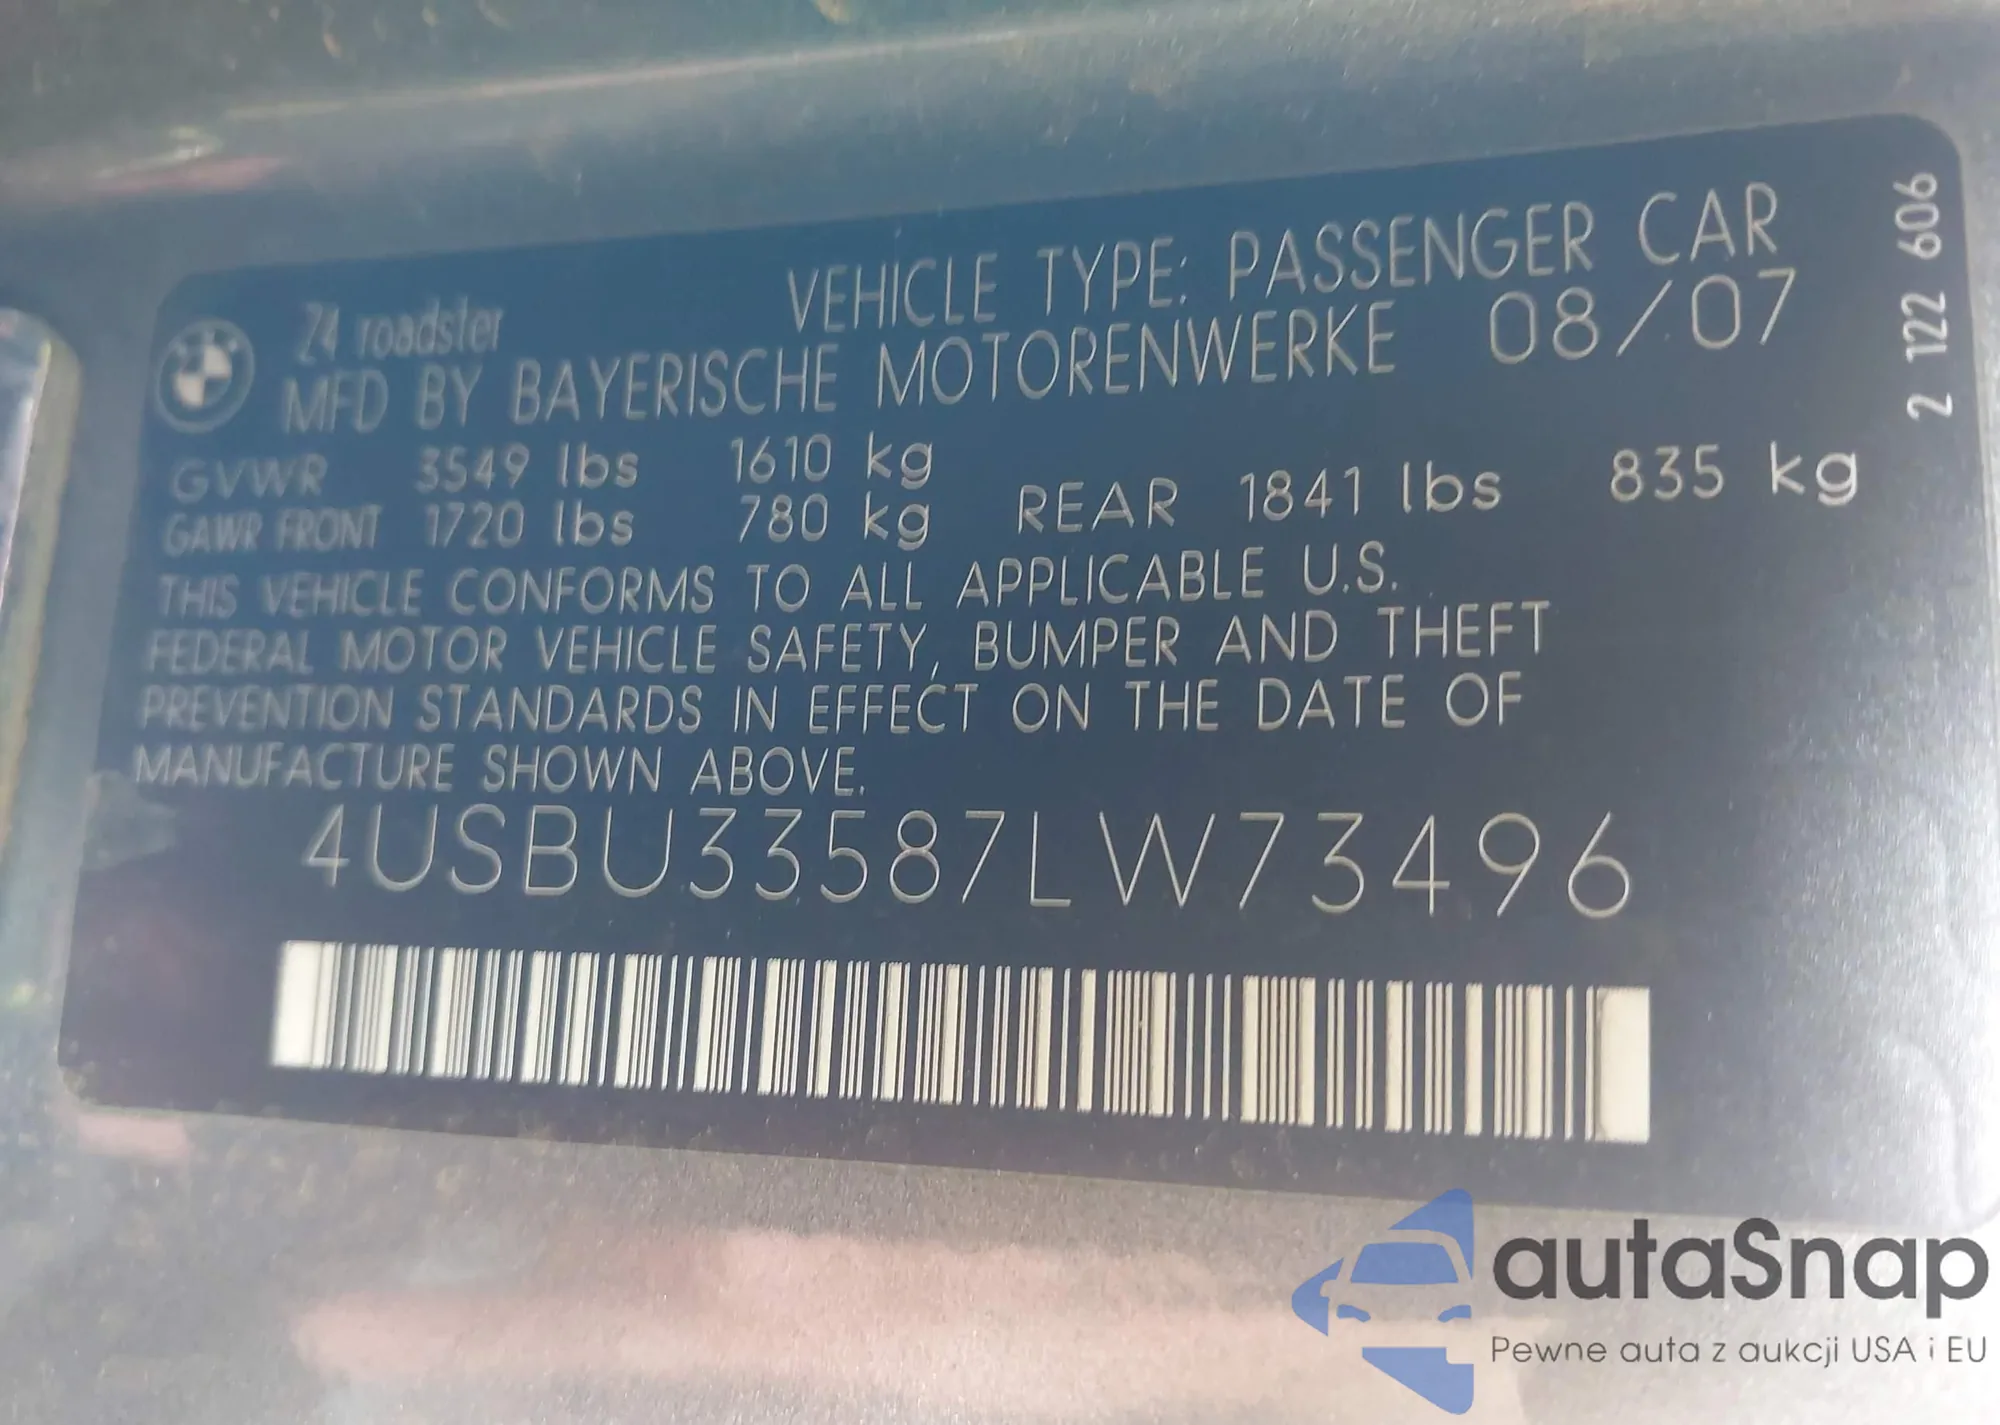 Z4 roadster VEHICLE TYPE: PASSENGER CAR
MFD BY BAYERISCHE MOTORENWERKE 08/07
GVWR 3549 lbs 1610 kg
GAWR FRONT 1720 lbs 780 kg REAR 1841 lbs 835 kg
THIS VEHICLE CONFORMS TO ALL APPLICABLE U.S.
FEDERAL MOTOR VEHICLE SAFETY, BUMPER AND THEFT
PREVENTION STANDARDS IN EFFECT ON THE DATE OF
MANUFACTURE SHOWN ABOVE.
4USBU33587LW73496
2 122 606
autaSnap
Pewne auta z aukcji USA i EU